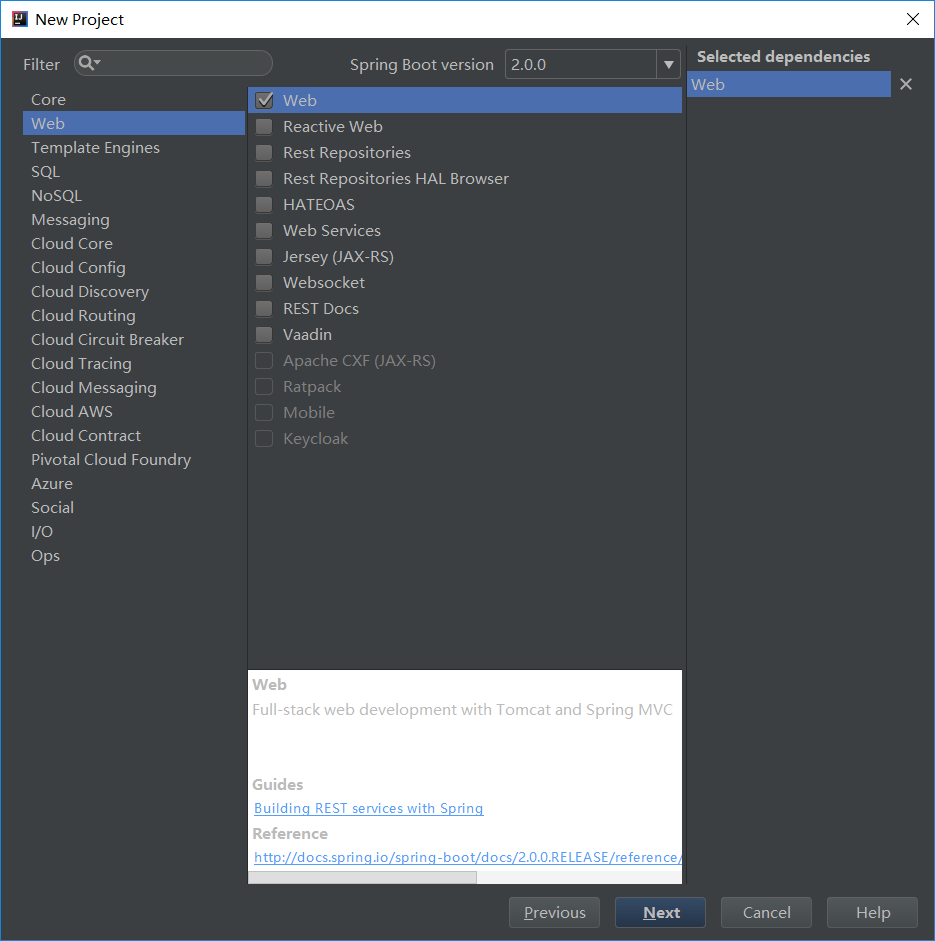 New Project
Filter
Spring Boot version
2.0.0
Selected dependencies
Core
Web
Template Engines
SQL
NoSQL
Messaging
Cloud Core
Cloud Config
Cloud Discovery
Cloud Routing
Cloud Circuit Breaker
Cloud Tracing
Cloud Messaging
Cloud AWS
Cloud Contract
Pivotal Cloud Foundry
Azure
Social
I/O
Ops
Web
Reactive Web
Rest Repositories
Rest Repositories HAL Browser
HATEOAS
Web Services
Jersey (JAX-RS)
Websocket
REST Docs
Vaadin
Apache CXF (JAX-RS)
Ratpack
Mobile
Keycloak
Web
Web
Full-stack web development with Tomcat and Spring MVC
Guides
Building REST services with Spring
Reference
http://docs.spring.io/spring-boot/docs/2.0.0.RELEASE/reference/
Previous
Next
Cancel
Help